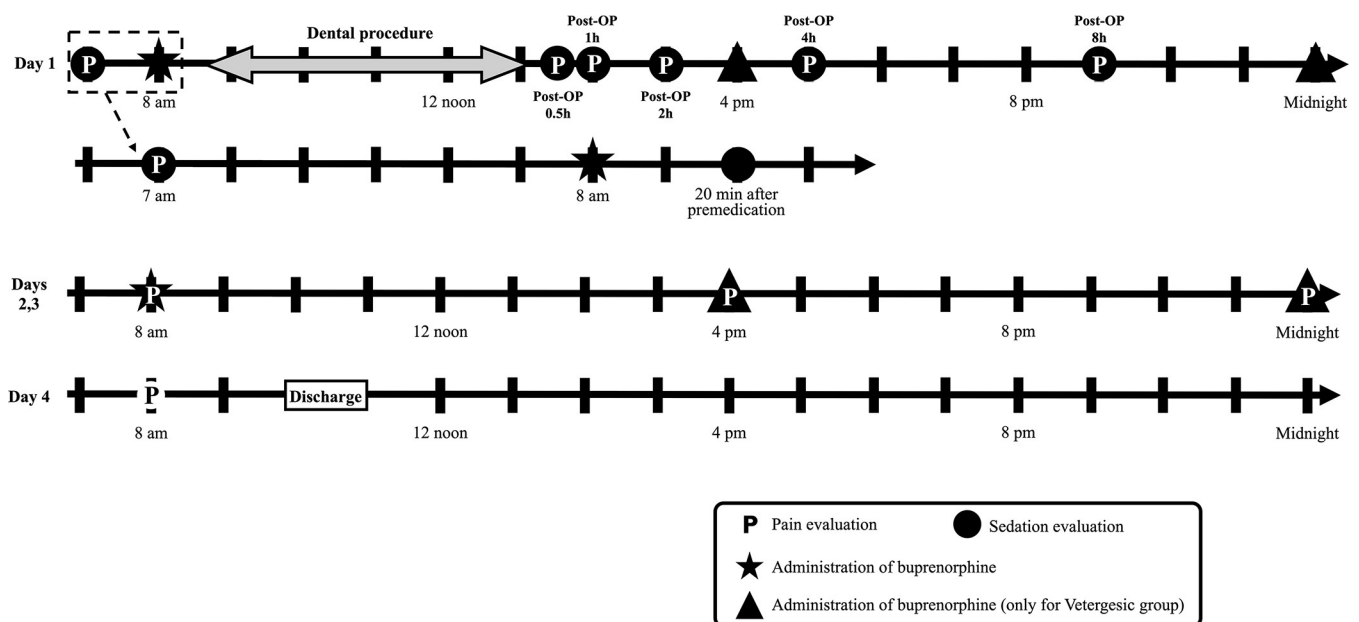 Dental procedure
Post-OP
1h
Post-OP
4h
Post-OP
8h
Day 1
P
P
P
P
P
P
8 am
12 noon
Post-OP
0.5h
Post-OP
2h
4 pm
8 pm
Midnight
P
7 am
8 am
20 min after
premedication
Days
2,3
P
P
P
8 am
12 noon
4 pm
8 pm
Midnight
Day 4
P
Discharge
8 am
12 noon
4 pm
8 pm
Midnight
P Pain evaluation
Sedation evaluation
Administration of buprenorphine
Administration of buprenorphine (only for Vetergesic group)